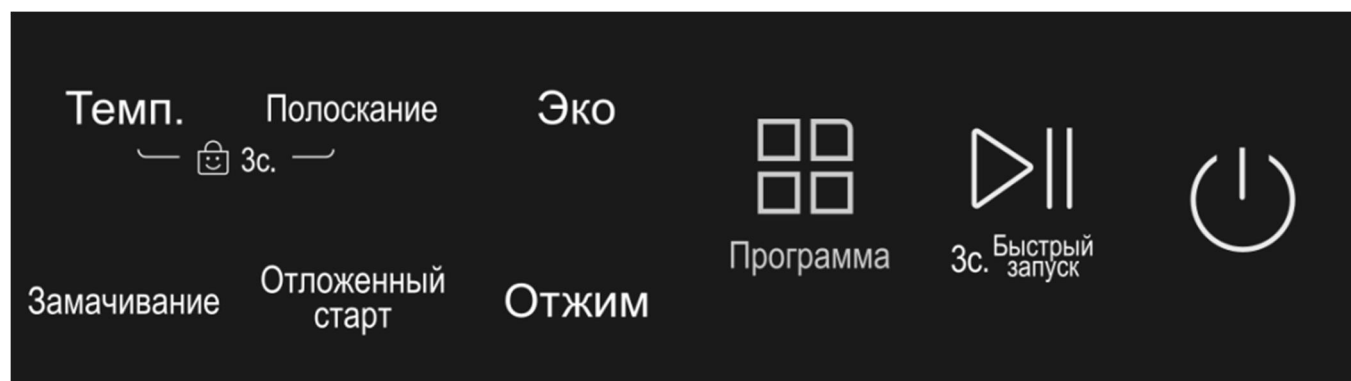 Темп. Полоскание Эко
3с.
Программа
3с. Быстрый запуск
Замачивание Отложенный старт Отжим